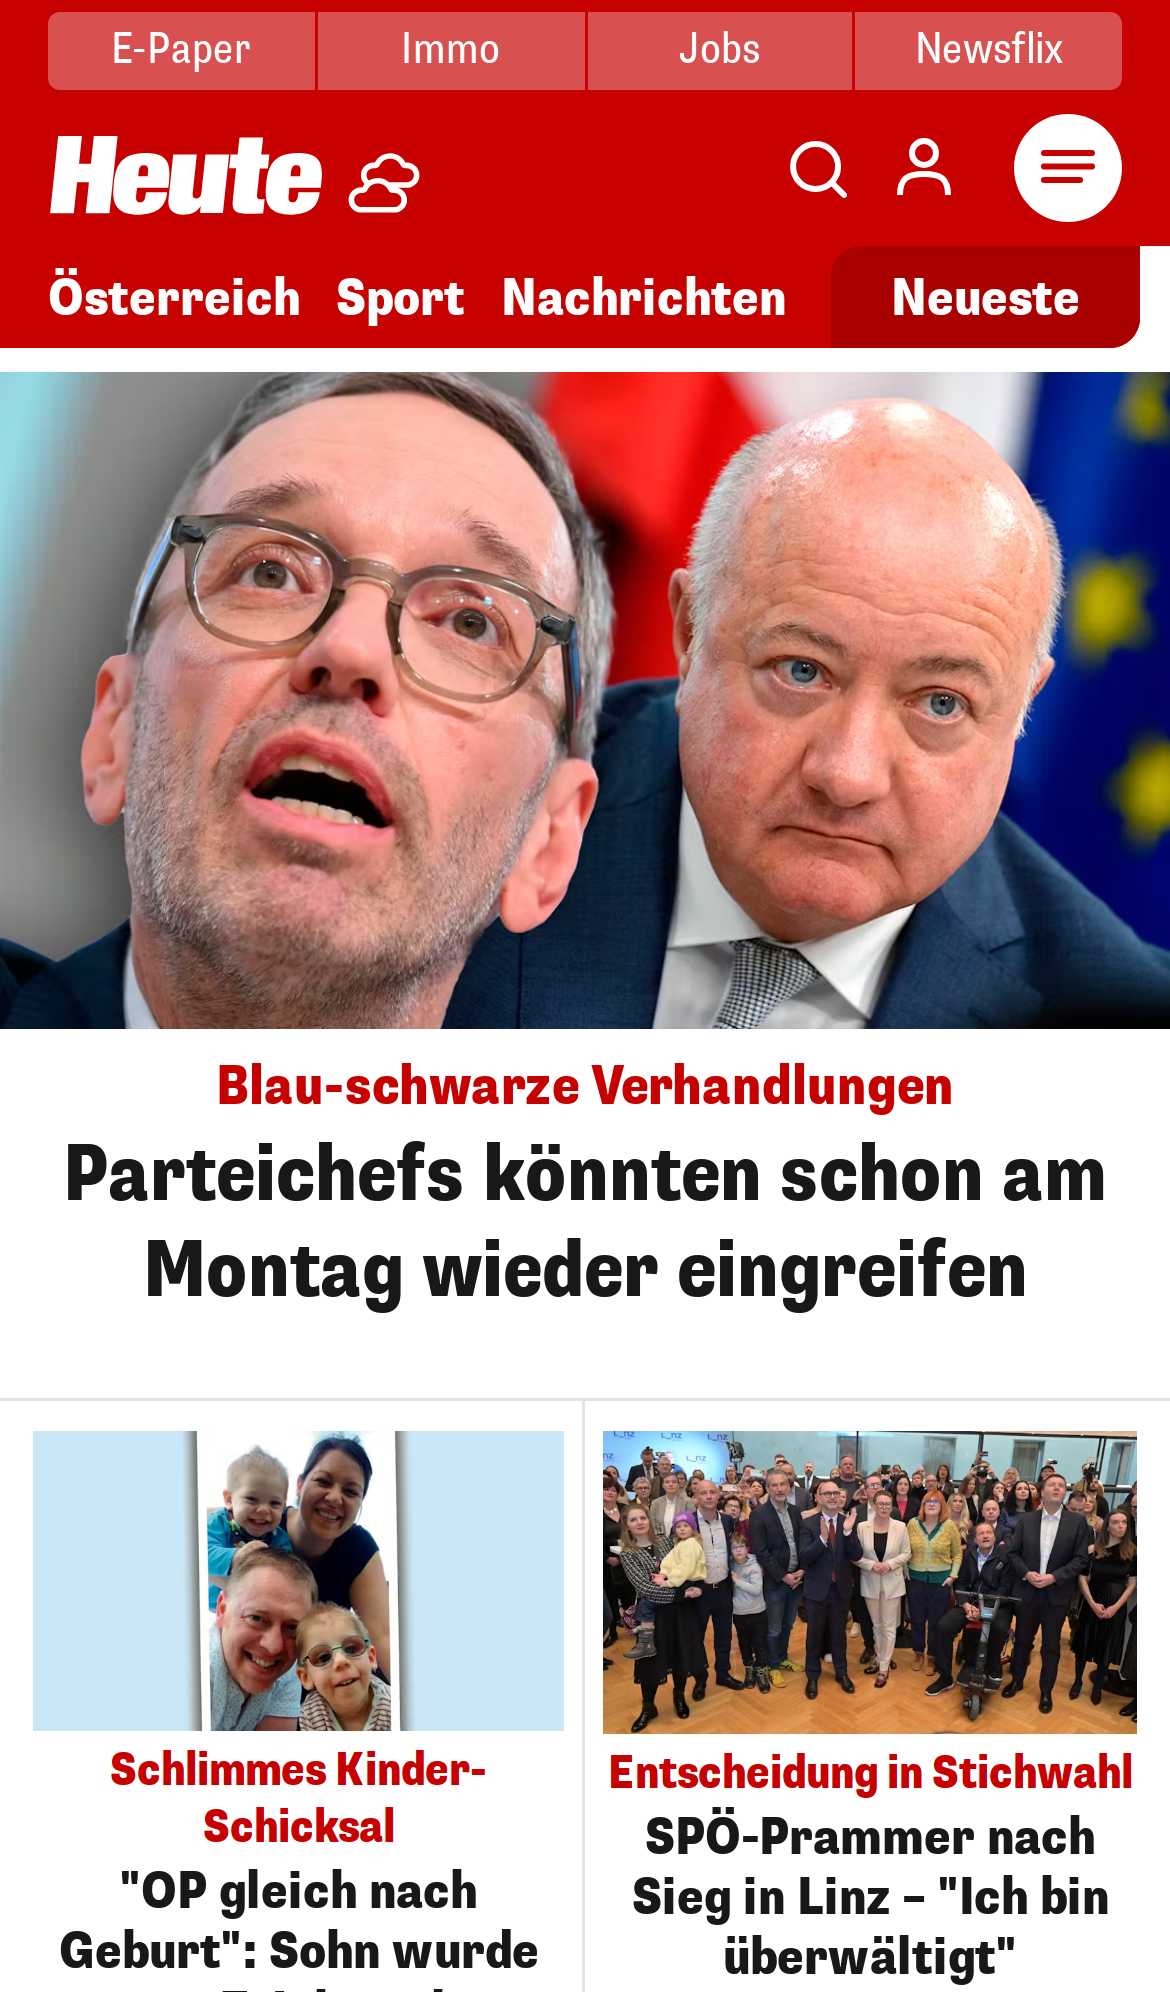 E-Paper Immo Jobs Newsflix
Heute
Österreich Sport Nachrichten Neueste
Blau-schwarze Verhandlungen
Parteichefs könnten schon am
Montag wieder eingreifen
Schlimmes Kinder-
Schicksal
"OP gleich nach
Geburt": Sohn wurde
Entscheidung in Stichwahl
SPÖ-Prammer nach
Sieg in Linz – "Ich bin
überwältigt"